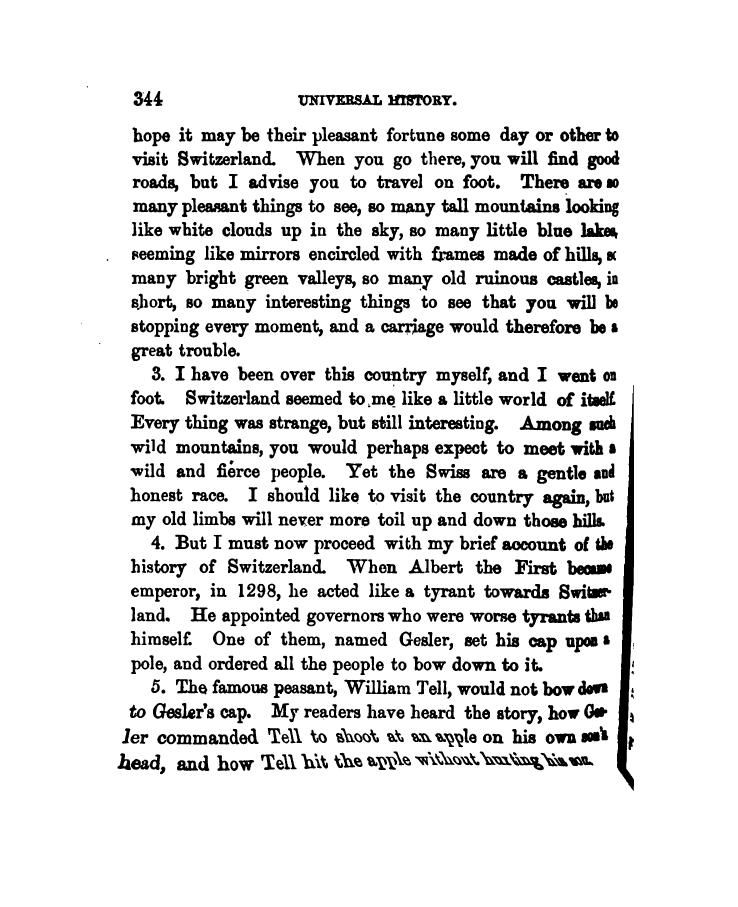 344 UNIVERSAL HISTORY.
hope it may be their pleasant fortune some day or other to
visit Switzerland. When you go there, you will find good
roads, but I advise you to travel on foot. There are so
many pleasant things to see, so many tall mountains looking
like white clouds up in the sky, so many little blue lakes,
seeming like mirrors encircled with frames made of hills, so
many bright green valleys, so many old ruinous castles, in
short, so many interesting things to see that you will be
stopping every moment, and a carriage would therefore be a
great trouble.
3. I have been over this country myself, and I went on
foot. Switzerland seemed to me like a little world of itself.
Every thing was strange, but still interesting. Among such
wild mountains, you would perhaps expect to meet with a
wild and fierce people. Yet the Swiss are a gentle and
honest race. I should like to visit the country again, but
my old limbs will never more toil up and down those hills.
4. But I must now proceed with my brief account of the
history of Switzerland. When Albert the First became
emperor, in 1298, he acted like a tyrant towards Switzer-
land. He appointed governors who were worse tyrants than
himself. One of them, named Gesler, set his cap upon a
pole, and ordered all the people to bow down to it.
5. The famous peasant, William Tell, would not bow down
to Gesler's cap. My readers have heard the story, how Ges-
ler commanded Tell to shoot at an apple on his own son's
head, and how Tell hit the apple without hurting his son.